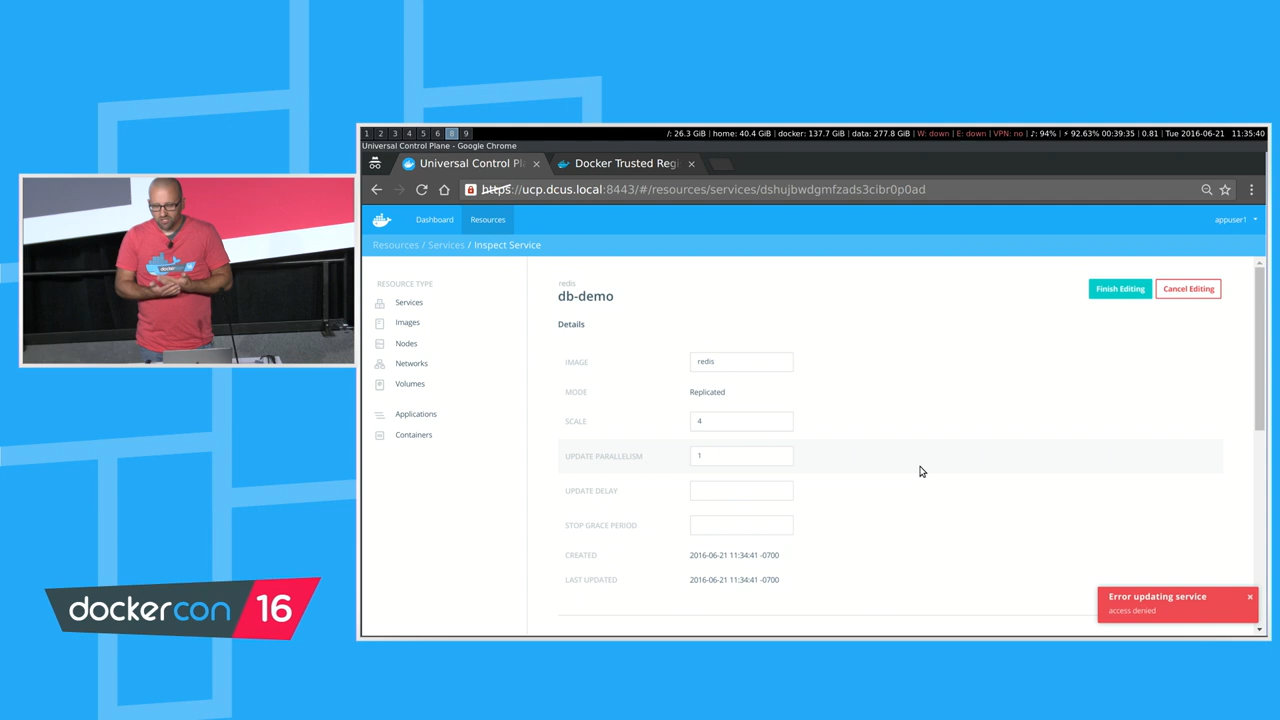 1 2 3 4 5 6 8 9
/: 26.3 GiB | home: 40.4 GiB | docker: 137.7 GiB | data: 277.8 GiB | W: down | E: down | VPN: no | ♪: 94% | ⚡ 92.63% 00:39:35 | 0.81 | Tue 2016-06-21 11:35:40
Universal Control Plane - Google Chrome
Universal Control Pl
Docker Trusted Regi
https://ucp.dcus.local:8443/#/resources/services/dshujbwdgmfzads3cibr0p0ad
Dashboard
Resources
appuser1
Resources / Services / Inspect Service
RESOURCE TYPE
Services
Images
Nodes
Networks
Volumes
Applications
Containers
redis
db-demo
Finish Editing
Cancel Editing
Details
IMAGE redis
MODE Replicated
SCALE 4
UPDATE PARALLELISM 1
UPDATE DELAY
STOP GRACE PERIOD
CREATED 2016-06-21 11:34:41 -0700
LAST UPDATED 2016-06-21 11:34:41 -0700
Error updating service ×
access denied
docker
dockercon 16